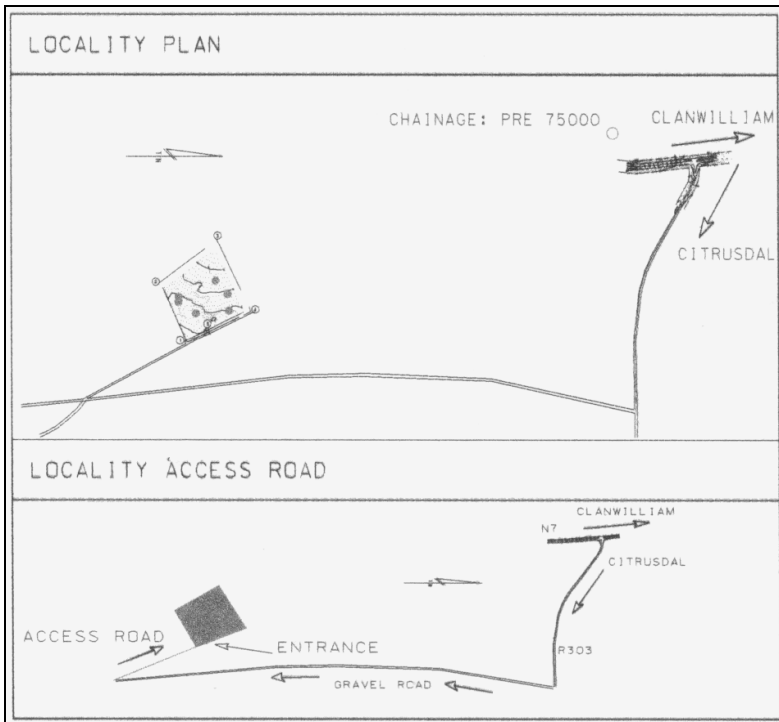 LOCALITY PLAN
CHAINAGE: PRE 75000
CLANWILLIAM
CITRUSDAL
LOCALITY ACCESS ROAD
N7
CLANWILLIAM
CITRUSDAL
ACCESS ROAD
ENTRANCE
R303
GRAVEL ROAD